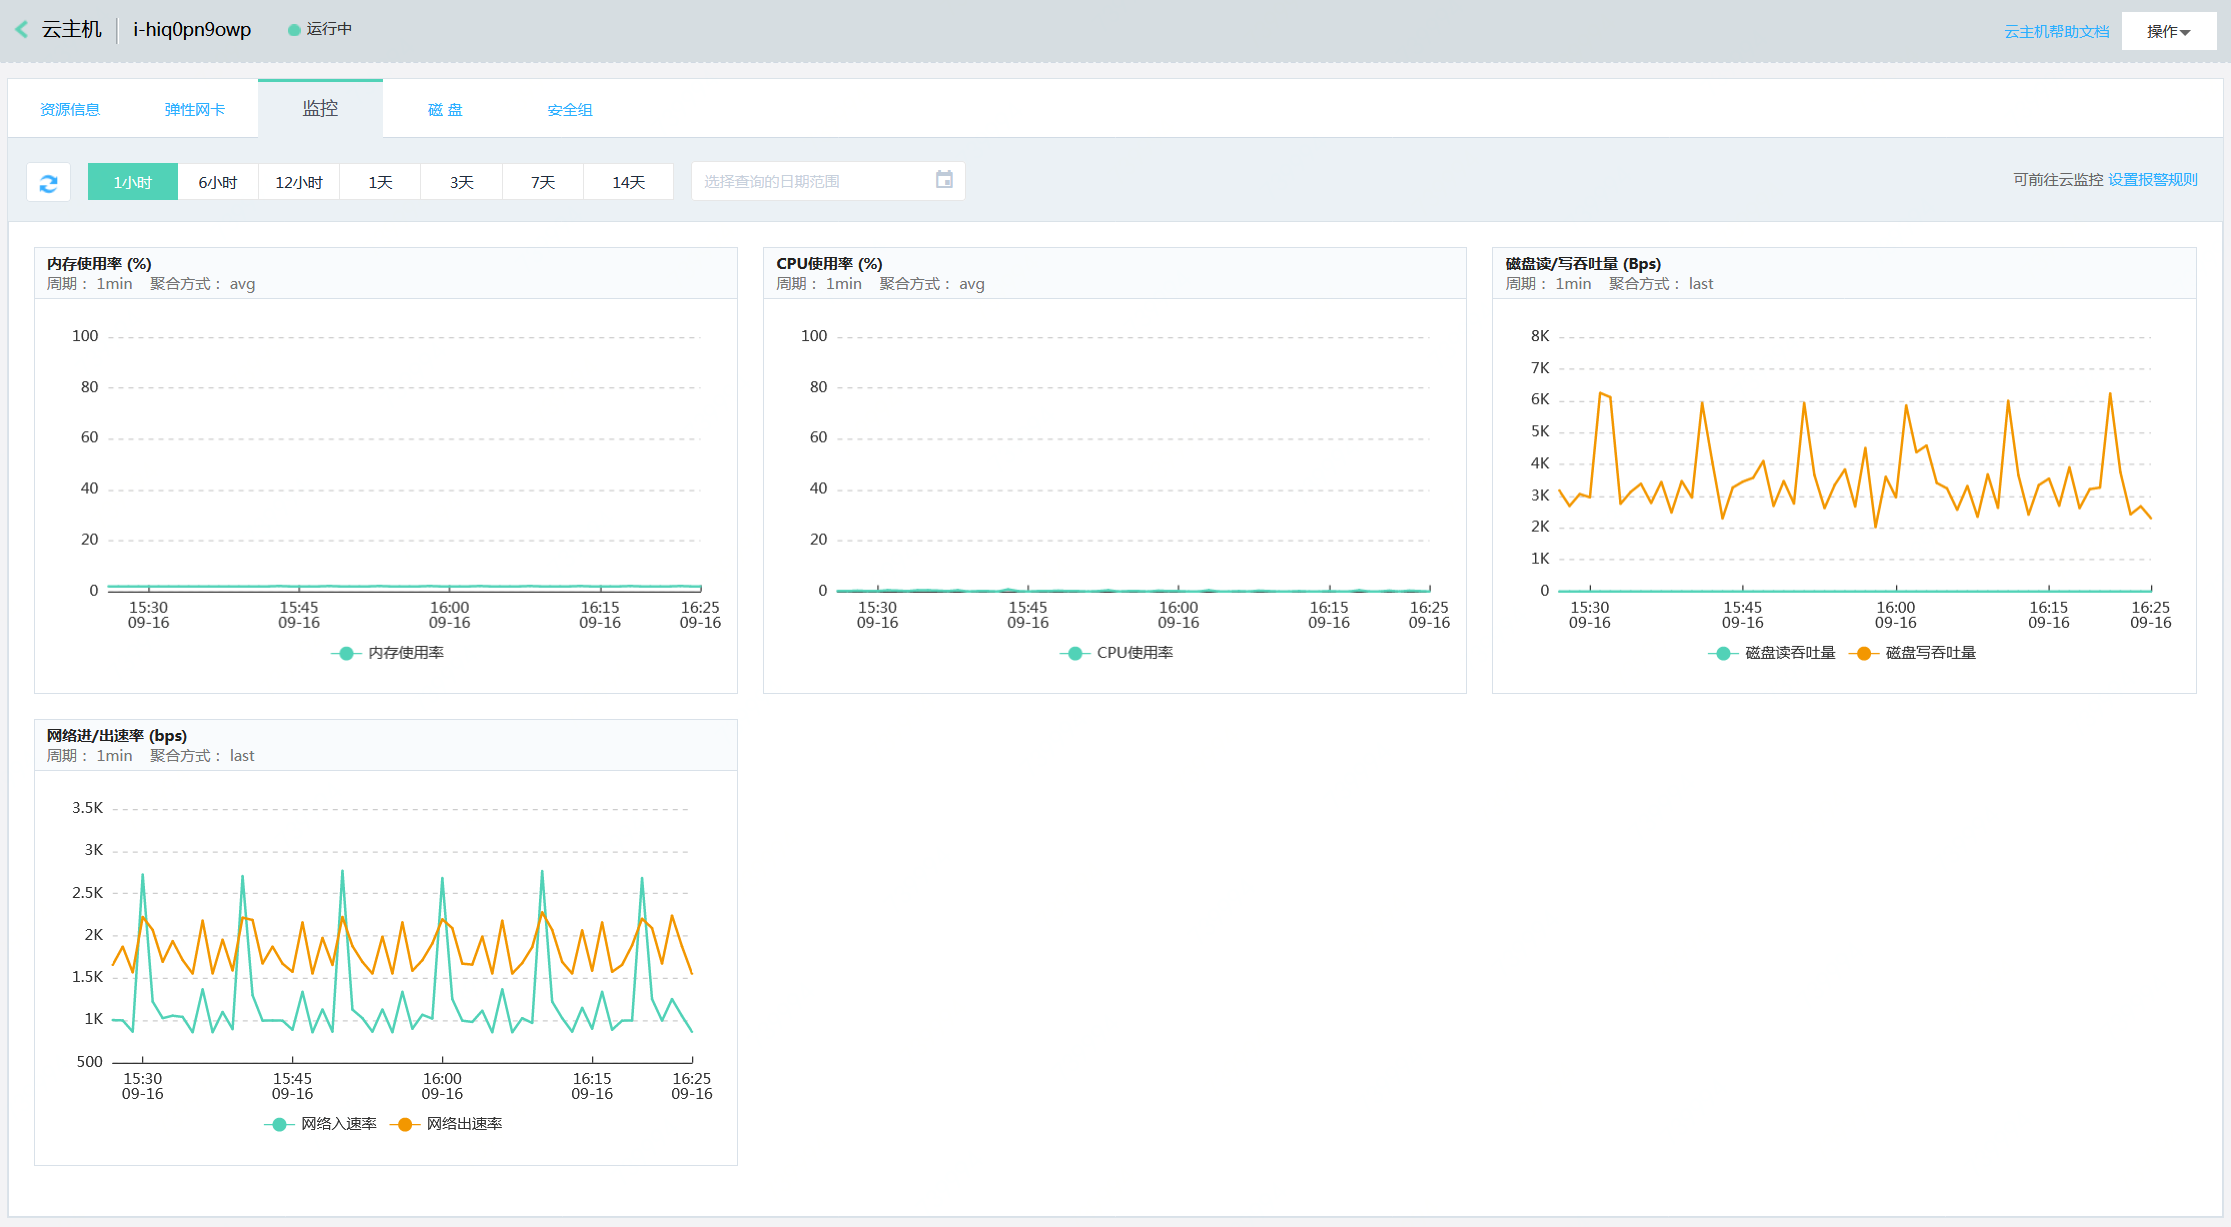 云主机 i-hiq0pn9owp 运行中 云主机帮助文档 操作
资源信息 弹性网卡 监控 磁 盘 安全组
1小时 6小时 12小时 1天 3天 7天 14天 选择查询的日期范围 可前往云监控 设置报警规则
内存使用率 (%)
周期： 1min 聚合方式： avg
100
80
60
40
20
0
15:30 15:45 16:00 16:15 16:25
09-16 09-16 09-16 09-16 09-16
内存使用率
CPU使用率 (%)
周期： 1min 聚合方式： avg
100
80
60
40
20
0
15:30 15:45 16:00 16:15 16:25
09-16 09-16 09-16 09-16 09-16
CPU使用率
磁盘读/写吞吐量 (Bps)
周期： 1min 聚合方式： last
8K
7K
6K
5K
4K
3K
2K
1K
0
15:30 15:45 16:00 16:15 16:25
09-16 09-16 09-16 09-16 09-16
磁盘读吞吐量 磁盘写吞吐量
网络进/出速率 (bps)
周期： 1min 聚合方式： last
3.5K
3K
2.5K
2K
1.5K
1K
500
15:30 15:45 16:00 16:15 16:25
09-16 09-16 09-16 09-16 09-16
网络入速率 网络出速率